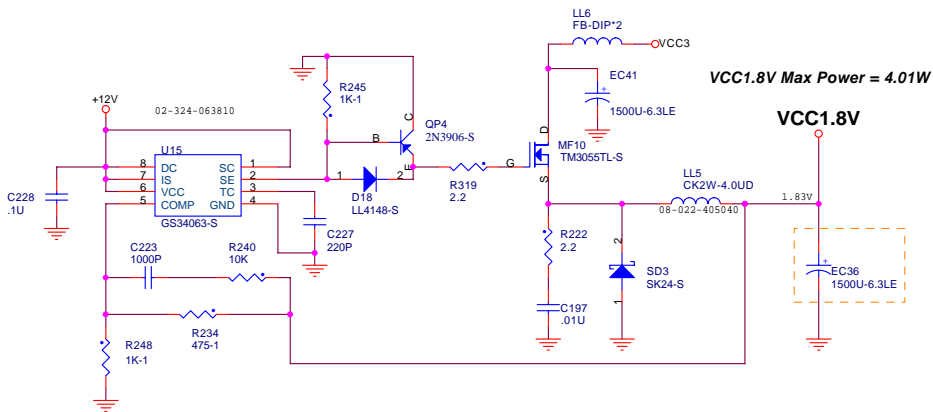 LL6
FB-DIP*2
VCC3
VCC1.8V Max Power = 4.01W
EC41
1500U-6.3LE
+
VCC1.8V
+12V
02-324-063810
R245
1K-1
C
QP4
2N3906-S
B
E
D
MF10
TM3055TL-S
G
S
U15
8 DC SC 1
7 IS SE 2
6 VCC TC 3
5 COMP GND 4
GS34063-S
C228
.1U
1 2
D18
LL4148-S
R319
2.2
LL5
CK2W-4.0UD
08-022-405040
1.83V
C227
220P
C223
1000P
R240
10K
R222
2.2
2
SD3
SK24-S
1
+
EC36
1500U-6.3LE
C197
.01U
R234
475-1
R248
1K-1